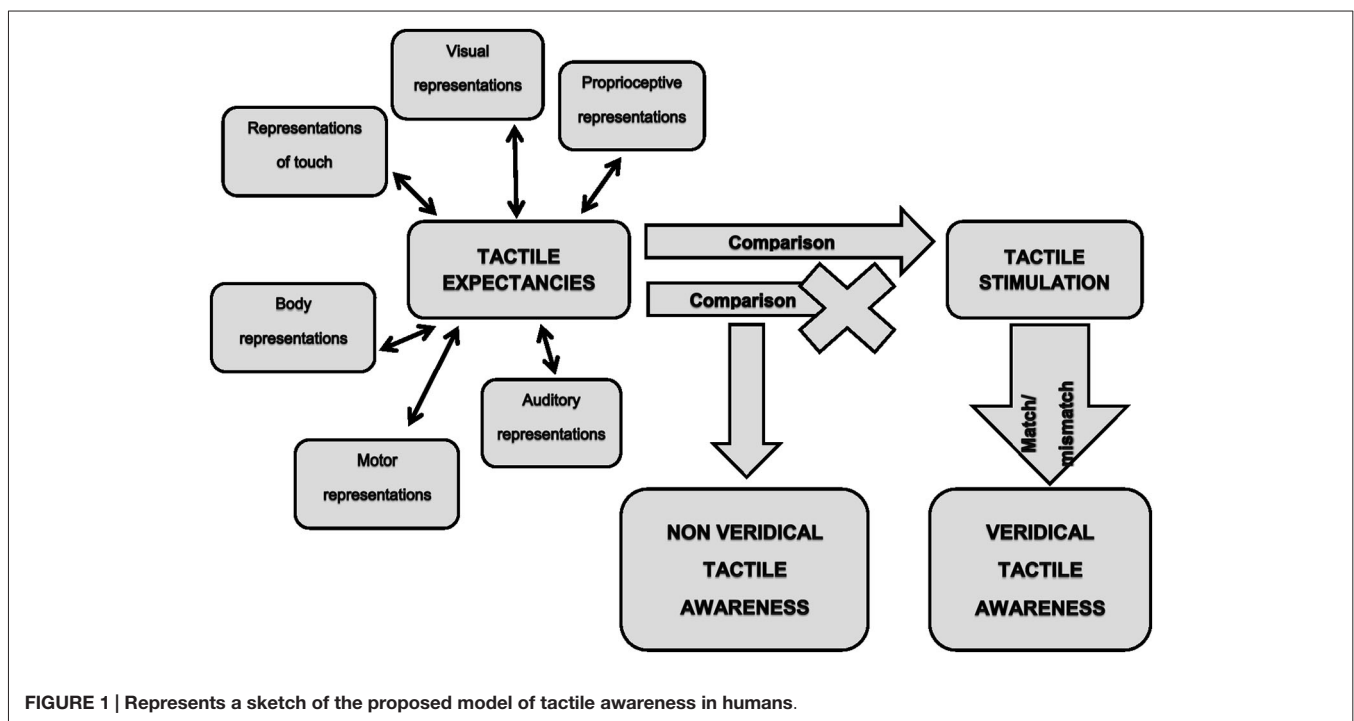 Visual
representations
Proprioceptive
representations
Representations
of touch
TACTILE
EXPECTANCIES
Comparison
Comparison
TACTILE
STIMULATION
Body
representations
Auditory
representations
Motor
representations
Match/
mismatch
NON VERIDICAL
TACTILE
AWARENESS
VERIDICAL
TACTILE
AWARENESS
FIGURE 1 | Represents a sketch of the proposed model of tactile awareness in humans.